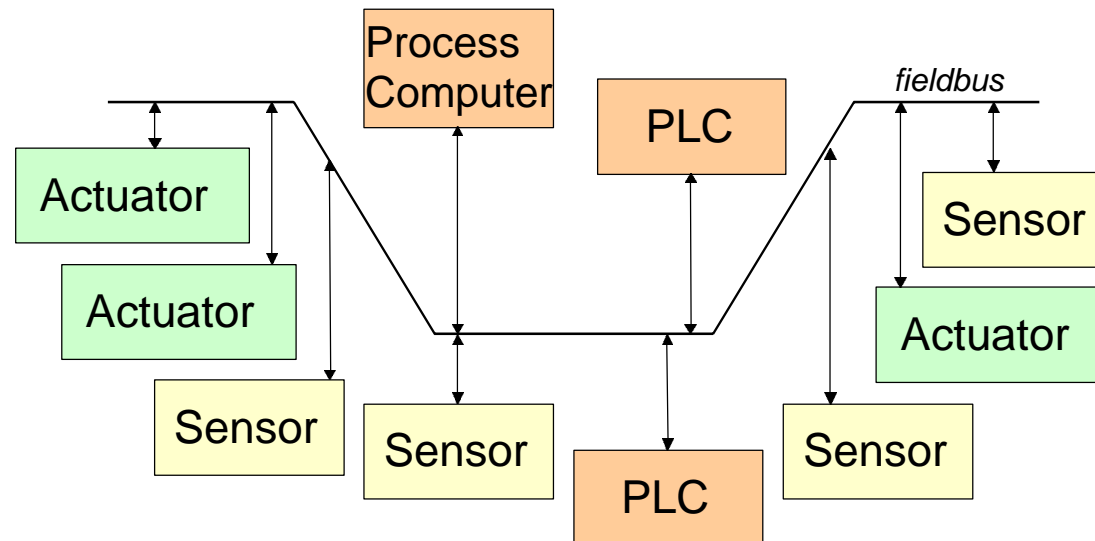 Process
Computer
fieldbus
PLC
Actuator
Sensor
Actuator
Actuator
Sensor
Sensor
Sensor
PLC